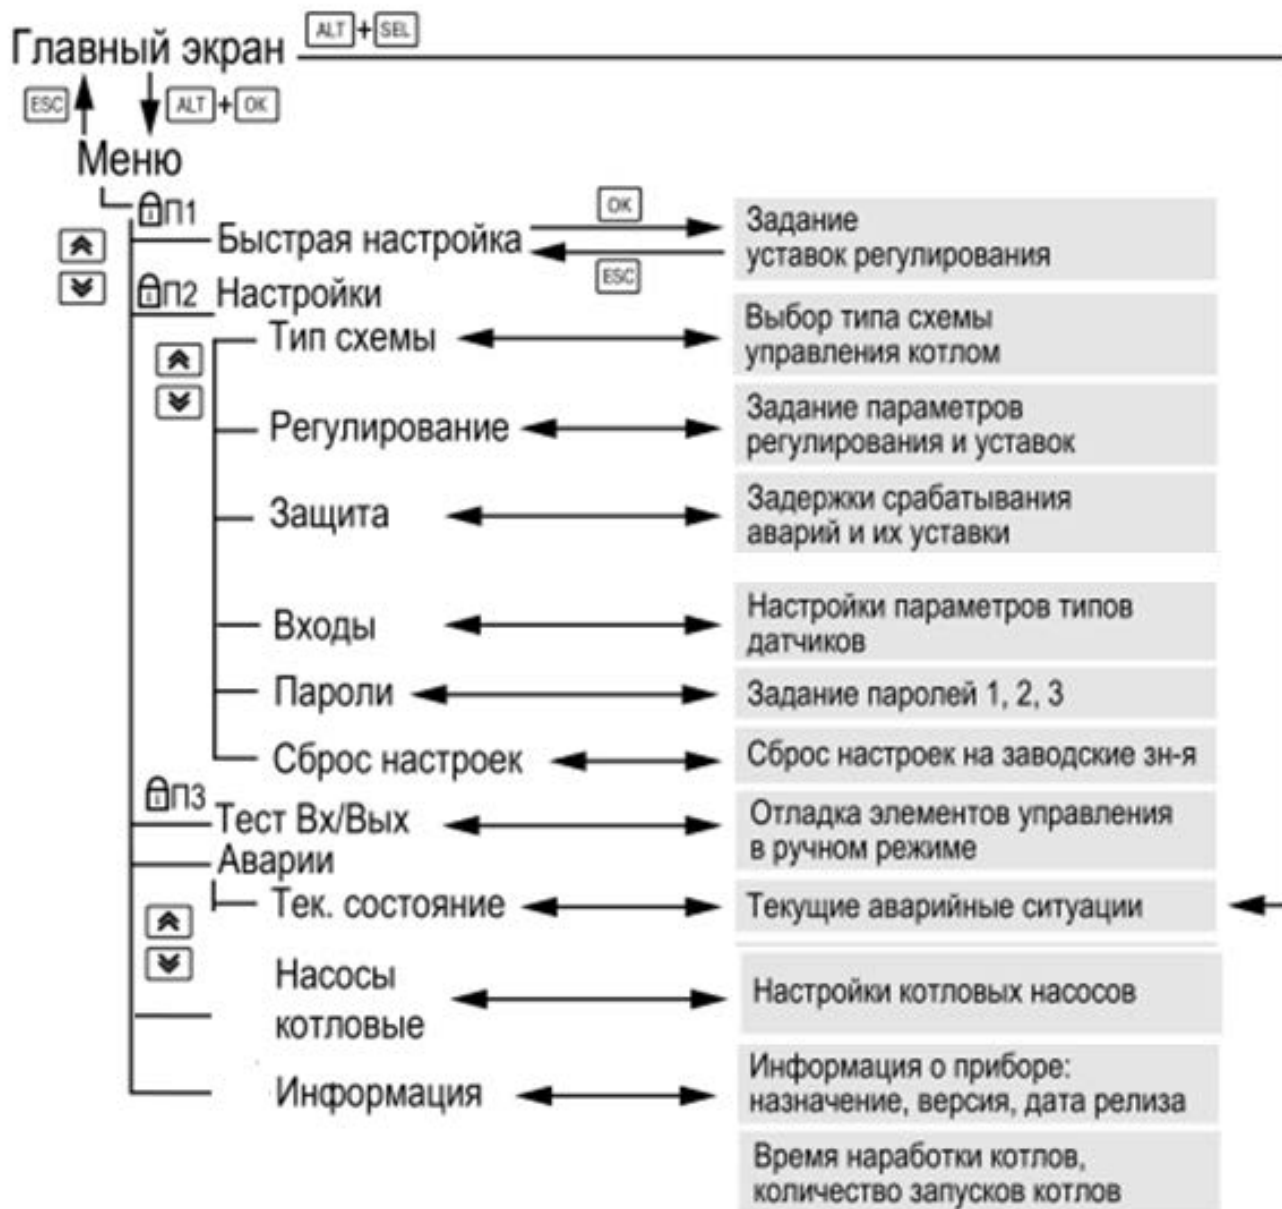 ALT + SEL
Главный экран
ESC ALT + OK
Меню
П1
OK
Быстрая настройка
Задание
уставок регулирования
ESC
П2 Настройки
Тип схемы
Выбор типа схемы
управления котлом
Регулирование
Задание параметров
регулирования и уставок
Защита
Задержки срабатывания
аварий и их уставки
Входы
Настройки параметров типов
датчиков
Пароли
Задание паролей 1, 2, 3
Сброс настроек
Сброс настроек на заводские зн-я
П3
Тест Вх/Вых
Отладка элементов управления
в ручном режиме
Аварии
Тек. состояние
Текущие аварийные ситуации
Насосы
котловые
Настройки котловых насосов
Информация
Информация о приборе:
назначение, версия, дата релиза
Время наработки котлов,
количество запусков котлов